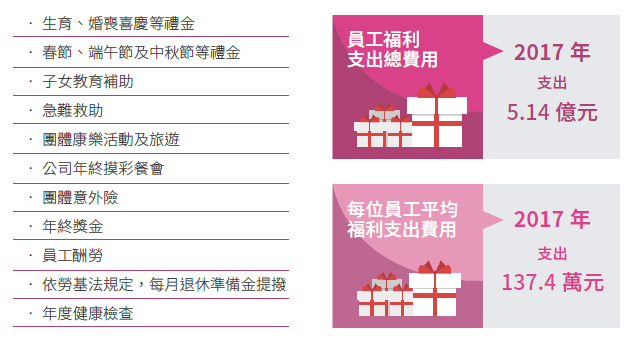 · 生育、婚喪喜慶等禮金
· 春節、端午節及中秋節等禮金
· 子女教育補助
· 急難救助
· 團體康樂活動及旅遊
· 公司年終摸彩餐會
· 團體意外險
· 年終獎金
· 員工酬勞
· 依勞基法規定，每月退休準備金提撥
· 年度健康檢查
員工福利
支出總費用
2017 年
支出
5.14 億元
每位員工平均
福利支出費用
2017 年
支出
137.4 萬元